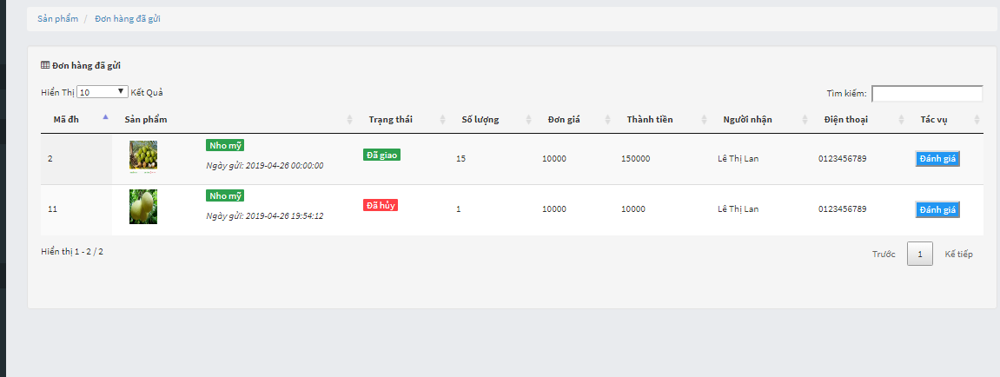 Sản phẩm / Đơn hàng đã gửi
Đơn hàng đã gửi
Hiển Thị 10 Kết Quả Tìm kiếm:
Mã đh Sản phẩm Trạng thái Số lượng Đơn giá Thành tiền Người nhận Điện thoại Tác vụ
Nho mỹ
2 Ngày gửi: 2019-04-26 00:00:00 Đã giao 15 10000 150000 Lê Thị Lan 0123456789 Đánh giá
Nho mỹ
11 Ngày gửi: 2019-04-26 19:54:12 Đã hủy 1 10000 10000 Lê Thị Lan 0123456789 Đánh giá
Hiển thị 1 - 2 / 2 Trước 1 Kế tiếp